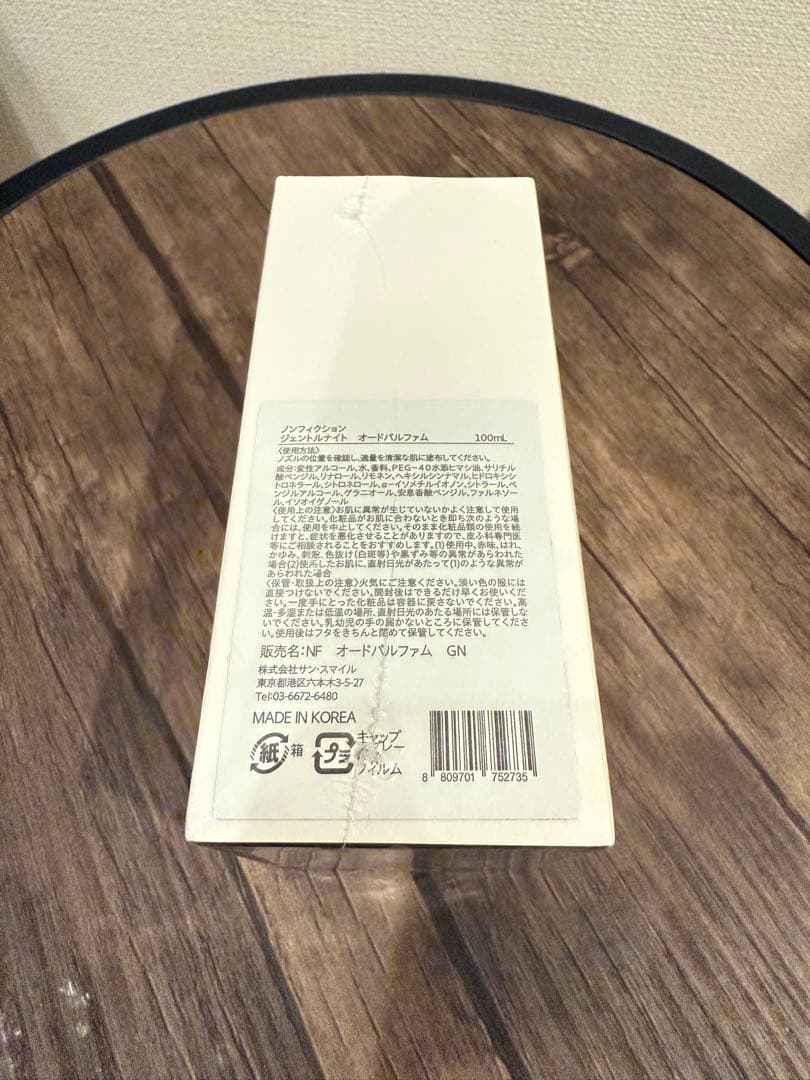 ノンフィクション
ジェントルナイト オードパルファム 100mL
〈使用方法〉
ノズルの位置を確認し、適量を清潔な肌に塗布してください。
成分:変性アルコール、水、香料、PEG-40水添ヒマシ油、サリチル
酸ベンジル、リナロール、リモネン、ヘキシルシンナマル、ヒドロキシシ
トロネラール、シトロネロール、α-イソメチルイオノン、シトラール、ベ
ンジルアルコール、ゲラニオール、安息香酸ベンジル、ファルネソー
ル、イソオイゲノール
〈使用上の注意〉お肌に異常が生じていないかよく注意して使用
してください。化粧品がお肌に合わないとき即ち次のような場
合には、使用を中止してください。そのまま化粧品類の使用を続
けますと、症状を悪化させることがありますので、皮ふ科専門医
等にご相談されることをおすすめします。(1)使用中、赤味、はれ、
かゆみ、刺激、色抜け(白斑等)や黒ずみ等の異常があらわれた
場合(2)使用したお肌に、直射日光があたって(1)のような異常が
あらわれた場合
〈保管・取扱上の注意〉火気にご注意ください。淡い色の服には
直接つけないでください。開封後はできるだけ早くお使いくだ
さい。一度手にとった化粧品は容器に戻さないでください。高
温・多湿または低温の場所、直射日光のあたる場所には保管し
ないでください。乳幼児の手の届かないところに保管してくださ
い。使用後はフタをきちんと閉めて保管してください。
販売名:NF オードパルファム GN
株式会社サン・スマイル
東京都港区六本木3-5-27
Tel:03-6672-6480
MADE IN KOREA
紙 箱 プラ キャップ
フィルム
8 809701 752735